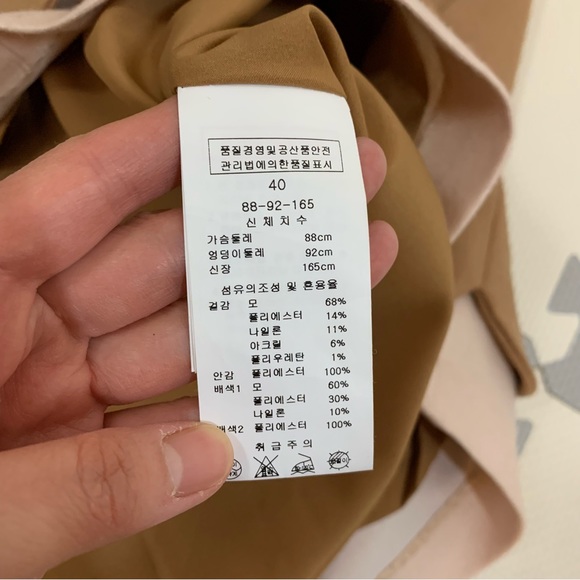 품질경영및공산품안전
관리법에의한품질표시
40
88-92-165
신체치수
가슴둘레 88cm
엉덩이둘레 92cm
신장 165cm
섬유의조성 및 혼용율
겉감 모 68%
폴리에스터 14%
나일론 11%
아크릴 6%
폴리우레탄 1%
안감 폴리에스터 100%
배색1 모 60%
폴리에스터 30%
나일론 10%
배색2 폴리에스터 100%
취급주의